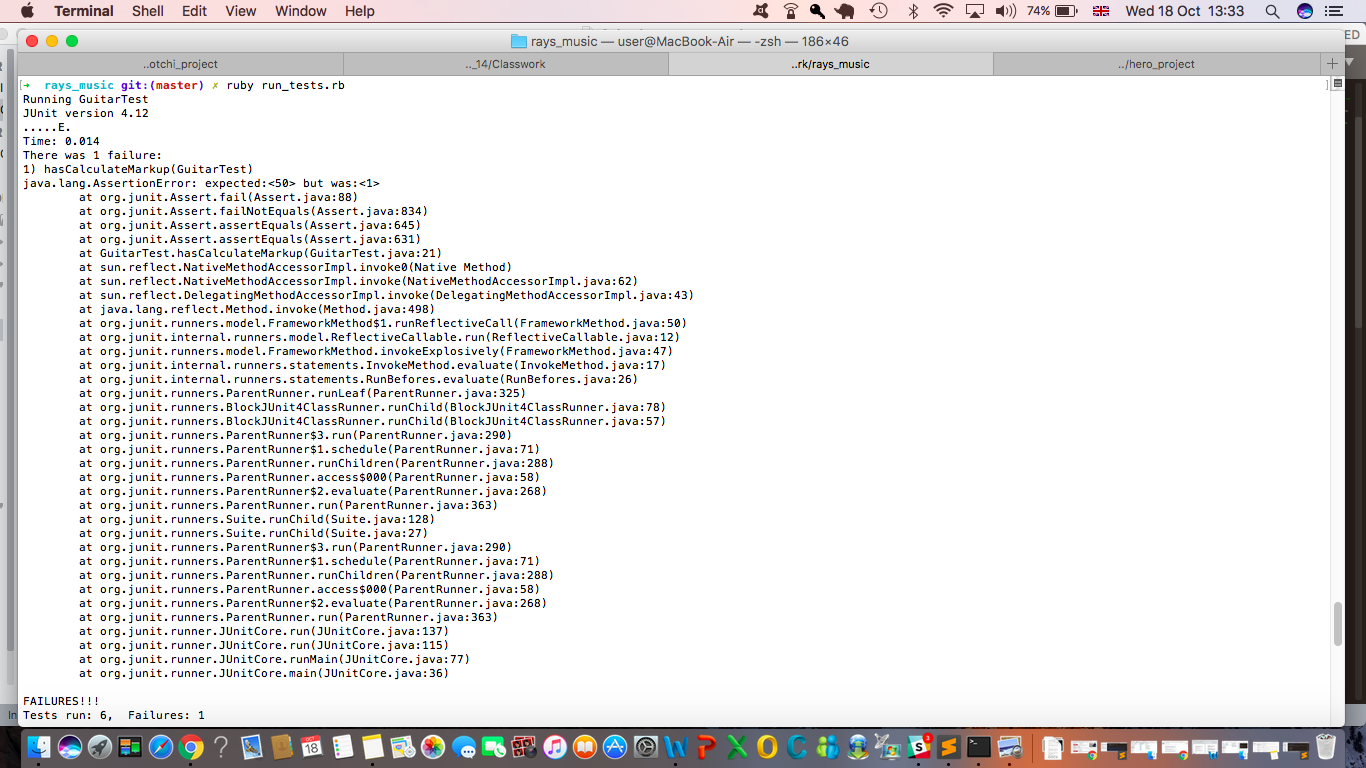 Terminal Shell Edit View Window Help 74% Wed 18 Oct 13:33
rays_music — user@MacBook-Air — -zsh — 186×46
..otchi_project .._14/Classwork ..rk/rays_music ../hero_project
[➜ rays_music git:(master) ✗ ruby run_tests.rb ]
Running GuitarTest
JUnit version 4.12
.....E.
Time: 0.014
There was 1 failure:
1) hasCalculateMarkup(GuitarTest)
java.lang.AssertionError: expected:<50> but was:<1>
at org.junit.Assert.fail(Assert.java:88)
at org.junit.Assert.failNotEquals(Assert.java:834)
at org.junit.Assert.assertEquals(Assert.java:645)
at org.junit.Assert.assertEquals(Assert.java:631)
at GuitarTest.hasCalculateMarkup(GuitarTest.java:21)
at sun.reflect.NativeMethodAccessorImpl.invoke0(Native Method)
at sun.reflect.NativeMethodAccessorImpl.invoke(NativeMethodAccessorImpl.java:62)
at sun.reflect.DelegatingMethodAccessorImpl.invoke(DelegatingMethodAccessorImpl.java:43)
at java.lang.reflect.Method.invoke(Method.java:498)
at org.junit.runners.model.FrameworkMethod$1.runReflectiveCall(FrameworkMethod.java:50)
at org.junit.internal.runners.model.ReflectiveCallable.run(ReflectiveCallable.java:12)
at org.junit.runners.model.FrameworkMethod.invokeExplosively(FrameworkMethod.java:47)
at org.junit.internal.runners.statements.InvokeMethod.evaluate(InvokeMethod.java:17)
at org.junit.internal.runners.statements.RunBefores.evaluate(RunBefores.java:26)
at org.junit.runners.ParentRunner.runLeaf(ParentRunner.java:325)
at org.junit.runners.BlockJUnit4ClassRunner.runChild(BlockJUnit4ClassRunner.java:78)
at org.junit.runners.BlockJUnit4ClassRunner.runChild(BlockJUnit4ClassRunner.java:57)
at org.junit.runners.ParentRunner$3.run(ParentRunner.java:290)
at org.junit.runners.ParentRunner$1.schedule(ParentRunner.java:71)
at org.junit.runners.ParentRunner.runChildren(ParentRunner.java:288)
at org.junit.runners.ParentRunner.access$000(ParentRunner.java:58)
at org.junit.runners.ParentRunner$2.evaluate(ParentRunner.java:268)
at org.junit.runners.ParentRunner.run(ParentRunner.java:363)
at org.junit.runners.Suite.runChild(Suite.java:128)
at org.junit.runners.Suite.runChild(Suite.java:27)
at org.junit.runners.ParentRunner$3.run(ParentRunner.java:290)
at org.junit.runners.ParentRunner$1.schedule(ParentRunner.java:71)
at org.junit.runners.ParentRunner.runChildren(ParentRunner.java:288)
at org.junit.runners.ParentRunner.access$000(ParentRunner.java:58)
at org.junit.runners.ParentRunner$2.evaluate(ParentRunner.java:268)
at org.junit.runners.ParentRunner.run(ParentRunner.java:363)
at org.junit.runner.JUnitCore.run(JUnitCore.java:137)
at org.junit.runner.JUnitCore.run(JUnitCore.java:115)
at org.junit.runner.JUnitCore.runMain(JUnitCore.java:77)
at org.junit.runner.JUnitCore.main(JUnitCore.java:36)
FAILURES!!!
Tests run: 6, Failures: 1